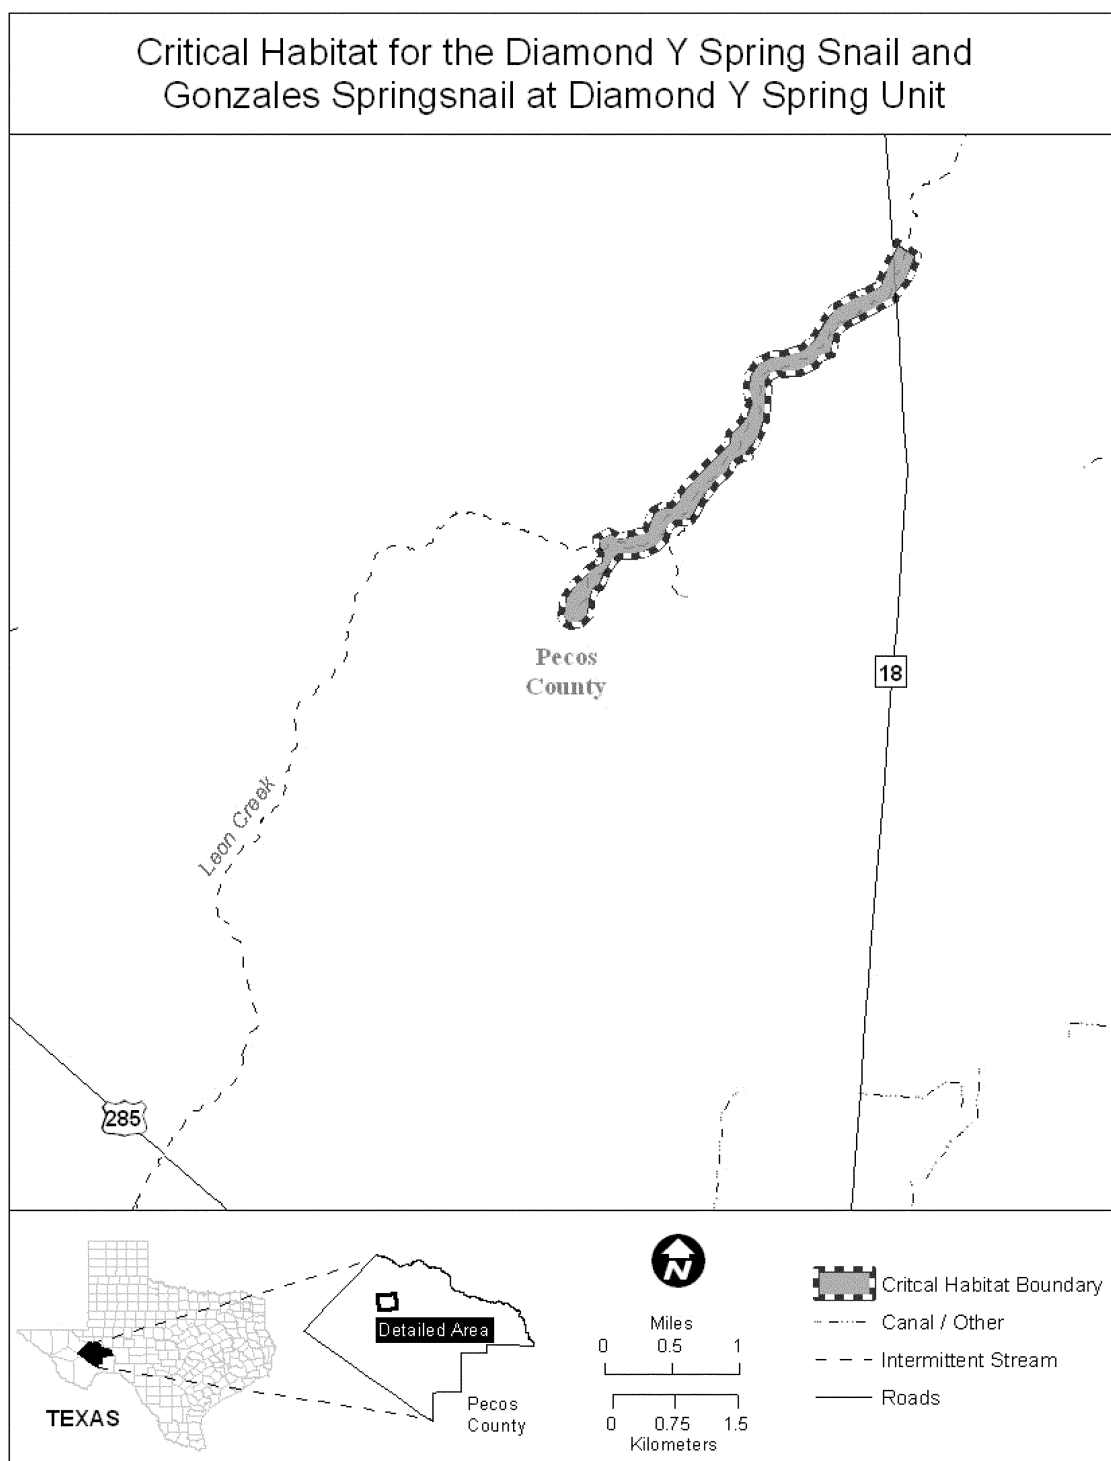 Critical Habitat for the Diamond Y Spring Snail and
Gonzales Springsnail at Diamond Y Spring Unit
Pecos
County
18
Leon Creek
285
TEXAS
Detailed Area
Pecos
County
N
Miles
0 0.5 1
0 0.75 1.5
Kilometers
Critcal Habitat Boundary
Canal / Other
Intermittent Stream
Roads